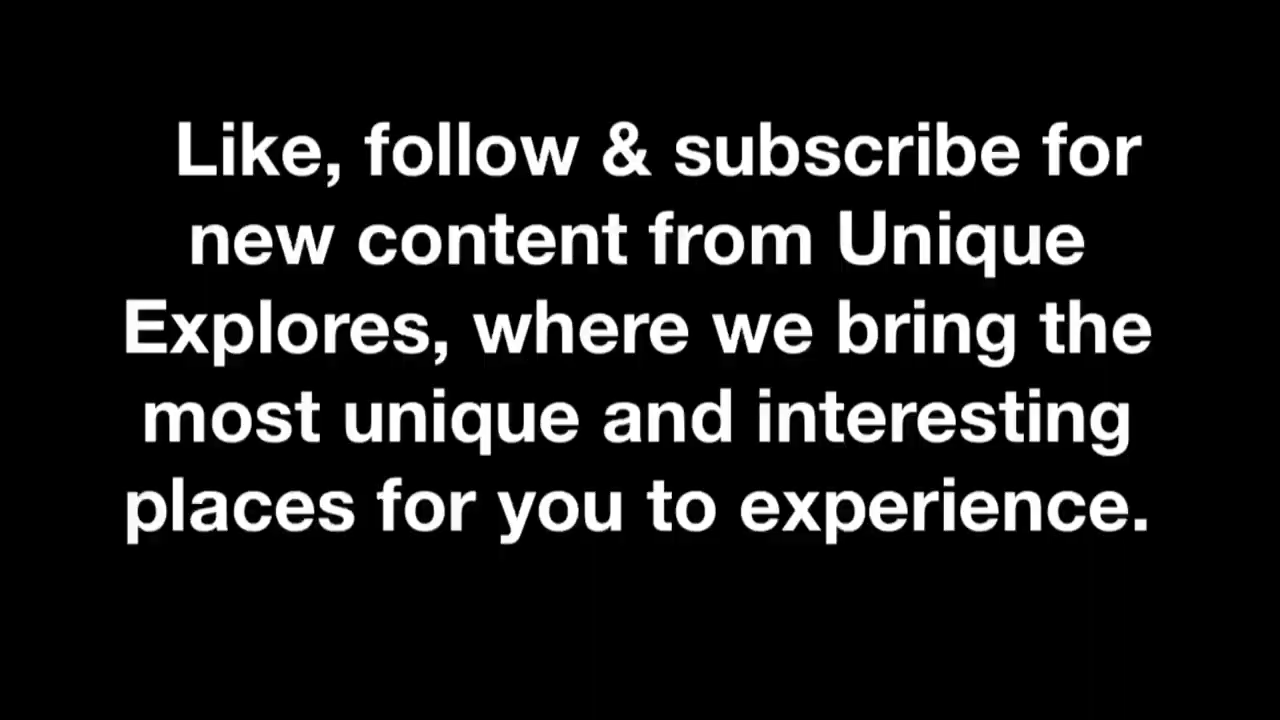 Like, follow & subscribe for
new content from Unique
Explores, where we bring the
most unique and interesting
places for you to experience.